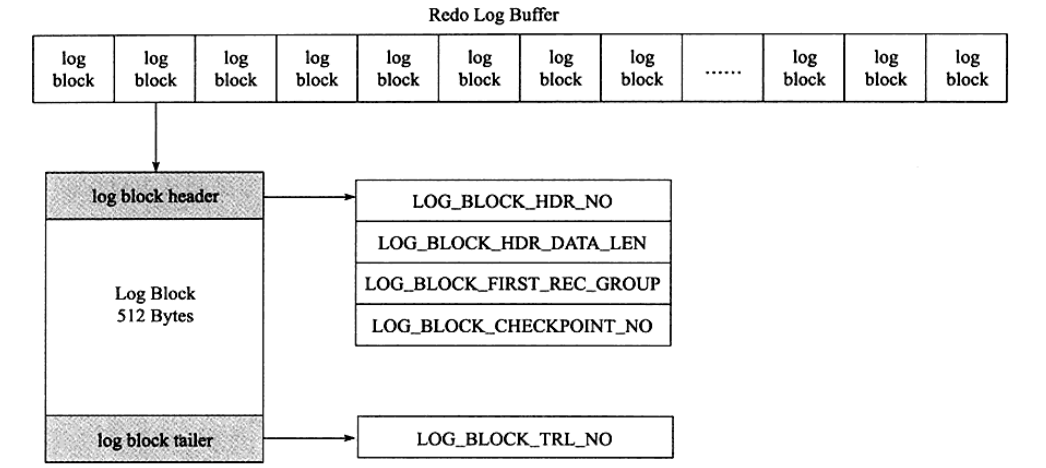 Redo Log Buffer
log block log block log block log block log block log block log block log block ...... log block log block log block
log block header
LOG_BLOCK_HDR_NO
LOG_BLOCK_HDR_DATA_LEN
LOG_BLOCK_FIRST_REC_GROUP
LOG_BLOCK_CHECKPOINT_NO
Log Block
512 Bytes
log block tailer
LOG_BLOCK_TRL_NO